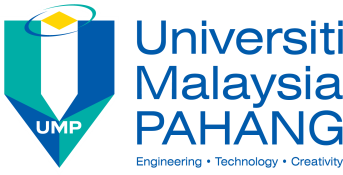 UMP
Universiti
Malaysia
PAHANG
Engineering • Technology • Creativity